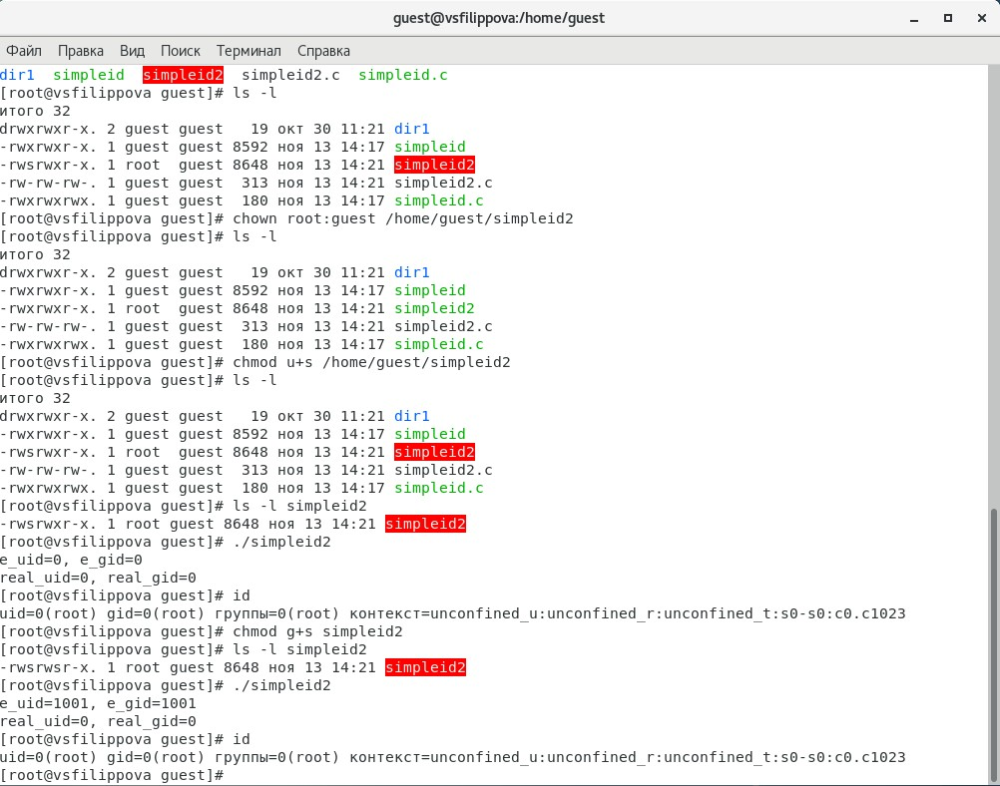 guest@vsfilippova:/home/guest
Файл Правка Вид Поиск Терминал Справка
dir1  simpleid  simpleid2  simpleid2.c  simpleid.c
[root@vsfilippova guest]# ls -l
итого 32
drwxrwxr-x. 2 guest guest   19 окт 30 11:21 dir1
-rwxrwxr-x. 1 guest guest 8592 ноя 13 14:17 simpleid
-rwsrwxr-x. 1 root  guest 8648 ноя 13 14:21 simpleid2
-rw-rw-rw-. 1 guest guest  313 ноя 13 14:21 simpleid2.c
-rwxrwxrwx. 1 guest guest  180 ноя 13 14:17 simpleid.c
[root@vsfilippova guest]# chown root:guest /home/guest/simpleid2
[root@vsfilippova guest]# ls -l
итого 32
drwxrwxr-x. 2 guest guest   19 окт 30 11:21 dir1
-rwxrwxr-x. 1 guest guest 8592 ноя 13 14:17 simpleid
-rwxrwxr-x. 1 root  guest 8648 ноя 13 14:21 simpleid2
-rw-rw-rw-. 1 guest guest  313 ноя 13 14:21 simpleid2.c
-rwxrwxrwx. 1 guest guest  180 ноя 13 14:17 simpleid.c
[root@vsfilippova guest]# chmod u+s /home/guest/simpleid2
[root@vsfilippova guest]# ls -l
итого 32
drwxrwxr-x. 2 guest guest   19 окт 30 11:21 dir1
-rwxrwxr-x. 1 guest guest 8592 ноя 13 14:17 simpleid
-rwsrwxr-x. 1 root  guest 8648 ноя 13 14:21 simpleid2
-rw-rw-rw-. 1 guest guest  313 ноя 13 14:21 simpleid2.c
-rwxrwxrwx. 1 guest guest  180 ноя 13 14:17 simpleid.c
[root@vsfilippova guest]# ls -l simpleid2
-rwsrwxr-x. 1 root guest 8648 ноя 13 14:21 simpleid2
[root@vsfilippova guest]# ./simpleid2
e_uid=0, e_gid=0
real_uid=0, real_gid=0
[root@vsfilippova guest]# id
uid=0(root) gid=0(root) группы=0(root) контекст=unconfined_u:unconfined_r:unconfined_t:s0-s0:c0.c1023
[root@vsfilippova guest]# chmod g+s simpleid2
[root@vsfilippova guest]# ls -l simpleid2
-rwsrwsr-x. 1 root guest 8648 ноя 13 14:21 simpleid2
[root@vsfilippova guest]# ./simpleid2
e_uid=1001, e_gid=1001
real_uid=0, real_gid=0
[root@vsfilippova guest]# id
uid=0(root) gid=0(root) группы=0(root) контекст=unconfined_u:unconfined_r:unconfined_t:s0-s0:c0.c1023
[root@vsfilippova guest]#